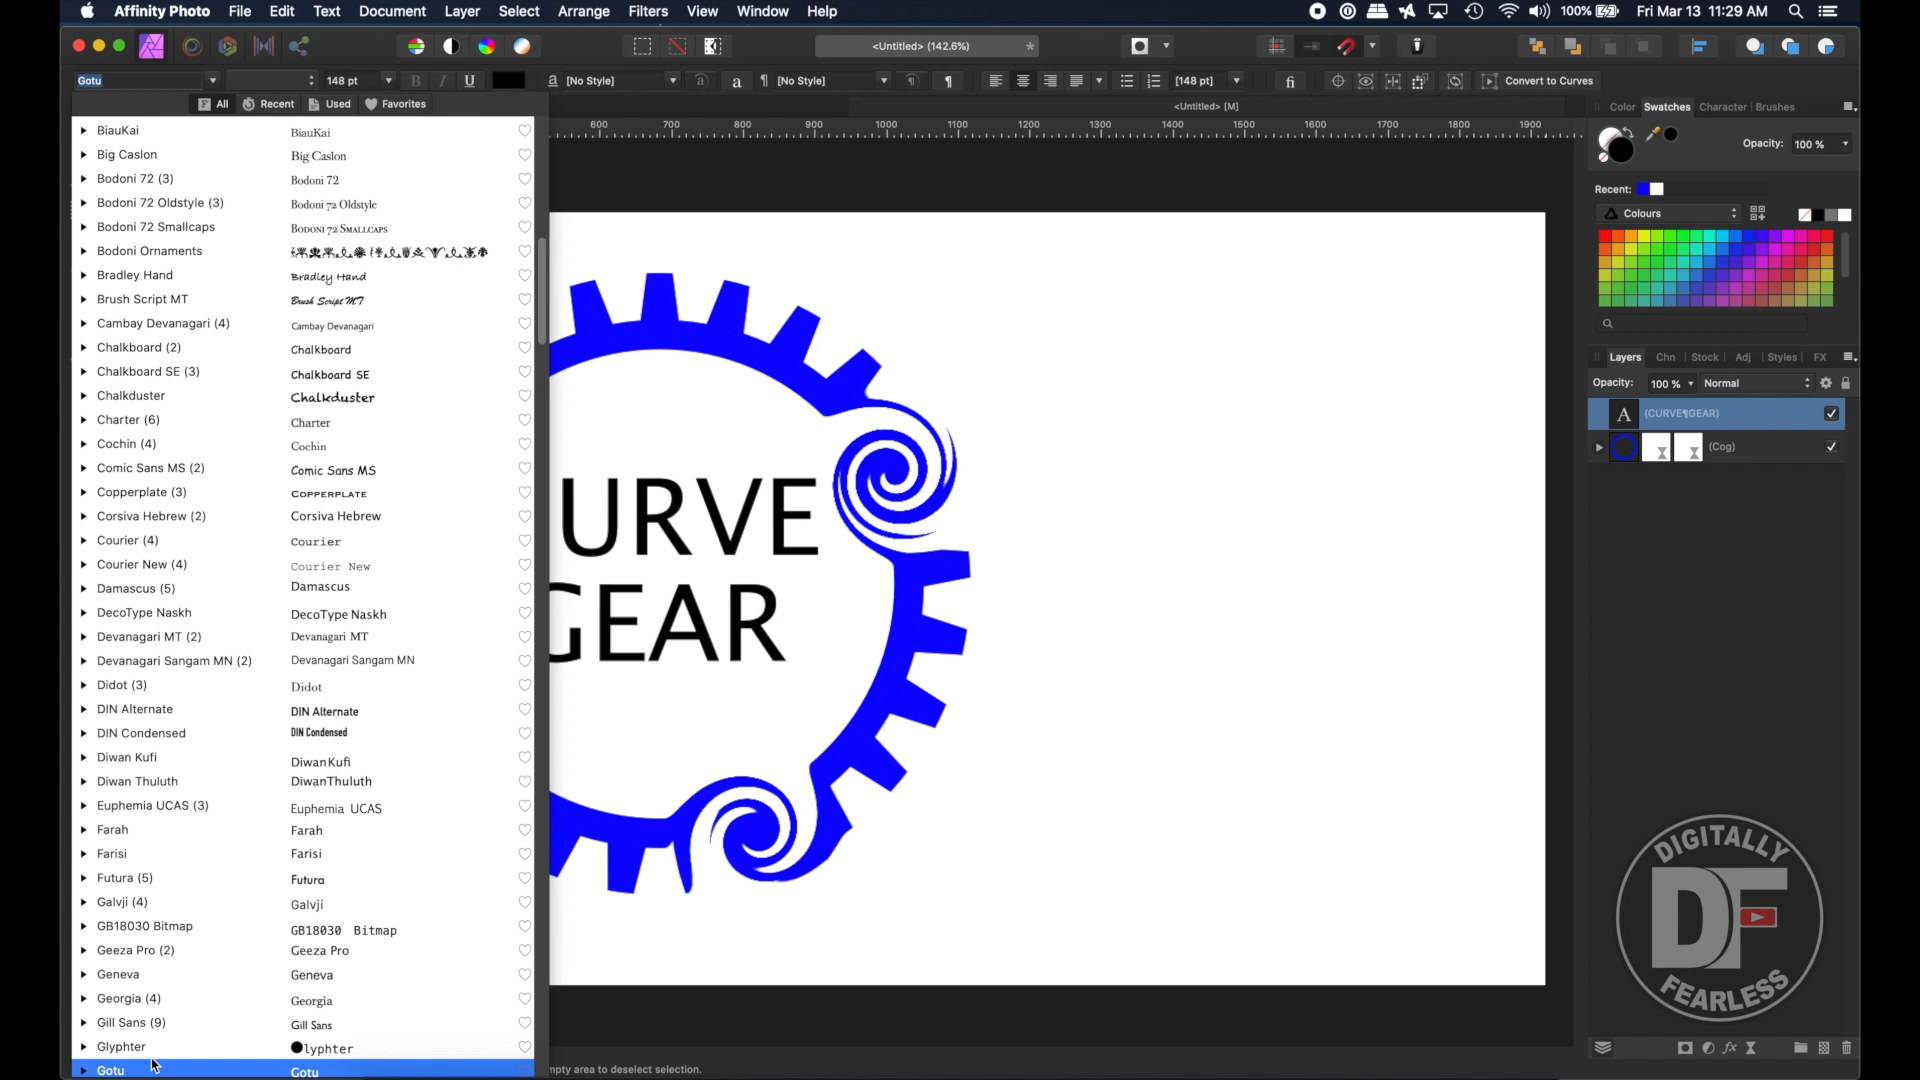 Affinity Photo File Edit Text Document Layer Select Arrange Filters View Window Help 100% Fri Mar 13 11:29 AM
<Untitled> (142.6%) *
Gotu 148 pt B I U a [No Style] a a ¶ [No Style] ¶ ¶ [148 pt] fi Convert to Curves
All Recent Used Favorites
<Untitled> [M]
600 700 800 900 1000 1100 1200 1300 1400 1500 1600 1700 1800 1900
BiauKai BiauKai
Big Caslon Big Caslon
Bodoni 72 (3) Bodoni 72
Bodoni 72 Oldstyle (3) Bodoni 72 Oldstyle
Bodoni 72 Smallcaps Bodoni 72 Smallcaps
Bodoni Ornaments
Bradley Hand Bradley Hand
Brush Script MT Brush Script MT
Cambay Devanagari (4) Cambay Devanagari
Chalkboard (2) Chalkboard
Chalkboard SE (3) Chalkboard SE
Chalkduster Chalkduster
Charter (6) Charter
Cochin (4) Cochin
Comic Sans MS (2) Comic Sans MS
Copperplate (3) Copperplate
Corsiva Hebrew (2) Corsiva Hebrew
Courier (4) Courier
Courier New (4) Courier New
Damascus (5) Damascus
DecoType Naskh DecoType Naskh
Devanagari MT (2) Devanagari MT
Devanagari Sangam MN (2) Devanagari Sangam MN
Didot (3) Didot
DIN Alternate DIN Alternate
DIN Condensed DIN Condensed
Diwan Kufi Diwan Kufi
Diwan Thuluth DiwanThuluth
Euphemia UCAS (3) Euphemia UCAS
Farah Farah
Farisi Farisi
Futura (5) Futura
Galvji (4) Galvji
GB18030 Bitmap GB18030 Bitmap
Geeza Pro (2) Geeza Pro
Geneva Geneva
Georgia (4) Georgia
Gill Sans (9) Gill Sans
Glyphter lyphter
Gotu Gotu
URVE
GEAR
mpty area to deselect selection.
Color Swatches Character Brushes
Opacity: 100 %
Recent:
Colours
Layers Chn Stock Adj Styles FX
Opacity: 100 % Normal
A (CURVE¶GEAR)
(Cog)
DIGITALLY
DF
FEARLESS
fx